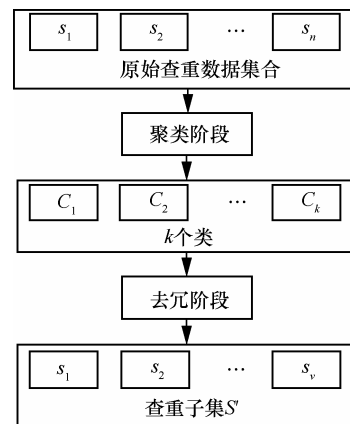 s₁ s₂ … sₙ
原始查重数据集合
聚类阶段
C₁ C₂ … Cₖ
k个类
去冗阶段
s₁ s₂ … sᵥ
查重子集S′